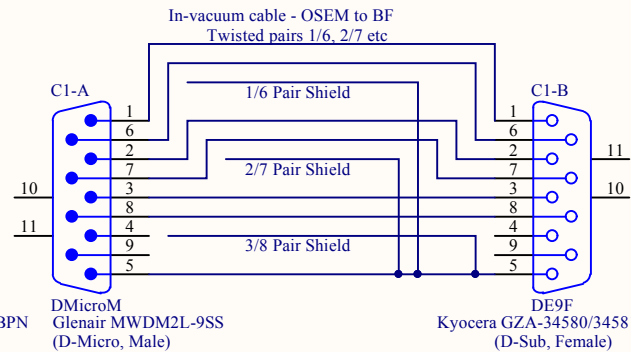 In-vacuum cable - OSEM to BF
Twisted pairs 1/6, 2/7 etc
C1-A
C1-B
1/6 Pair Shield
2/7 Pair Shield
3/8 Pair Shield
1
6
2
7
3
8
4
9
5
10
11
1
6
2
7
3
8
4
9
5
11
10
DMicroM
DE9F
BPN Glenair MWDM2L-9SS
Kyocera GZA-34580/3458
(D-Micro, Male)
(D-Sub, Female)